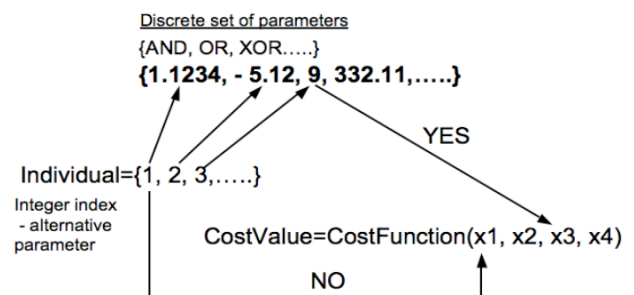 Discrete set of parameters
{AND, OR, XOR.....}
{1.1234, - 5.12, 9, 332.11,.....}
YES
Individual={1, 2, 3,.....}
Integer index
- alternative
parameter
CostValue=CostFunction(x1, x2, x3, x4)
NO